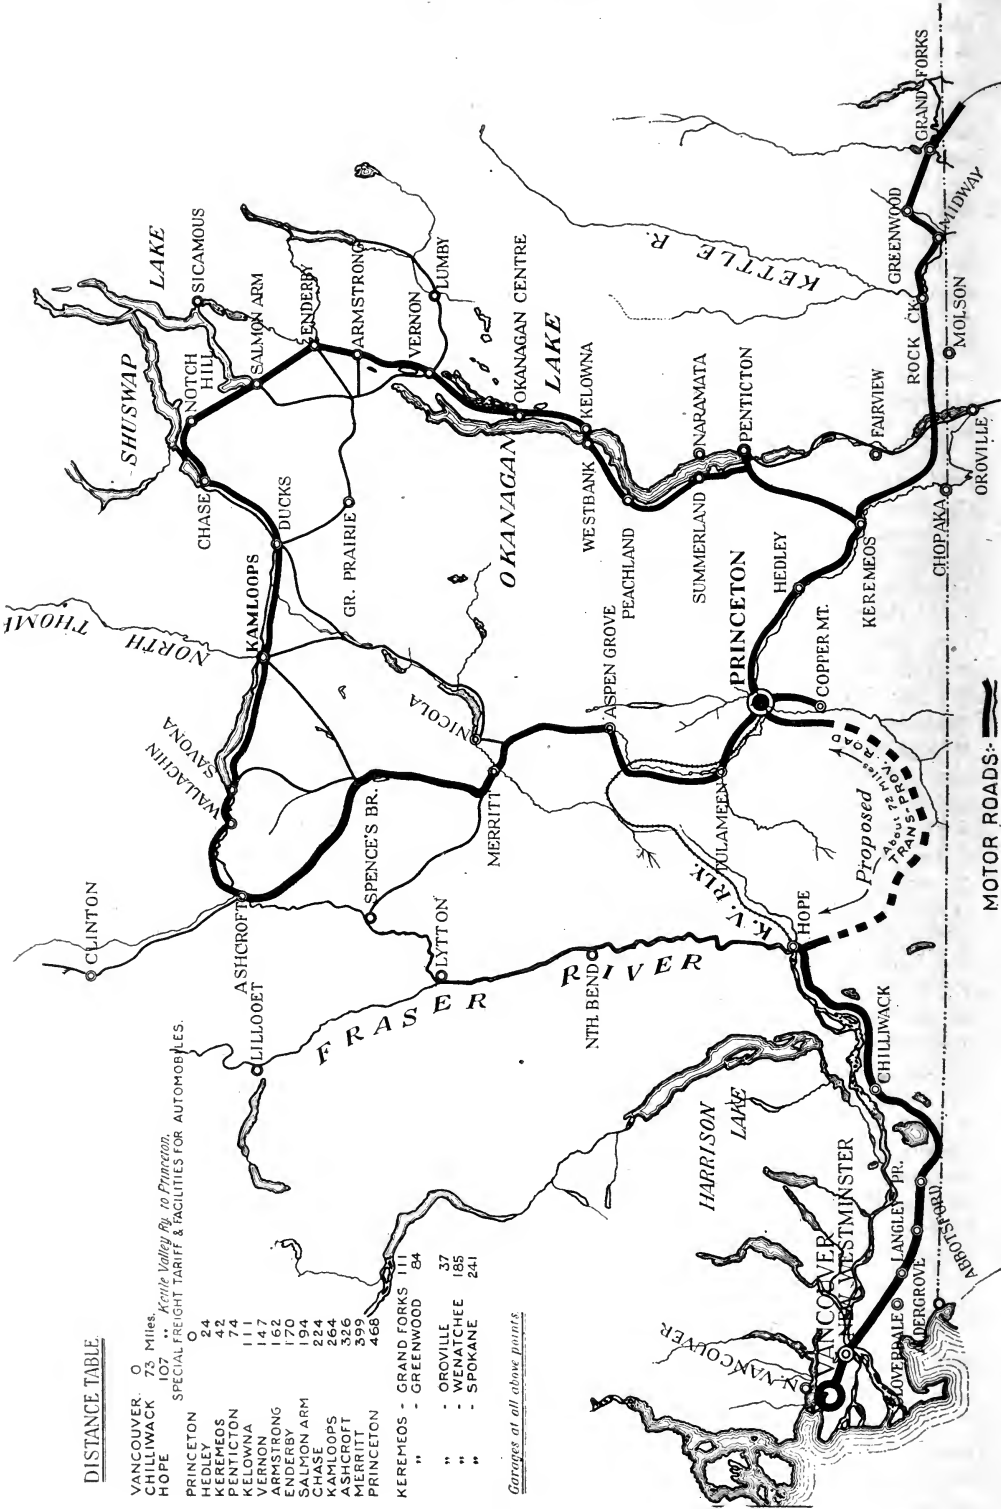 DISTANCE TABLE
VANCOUVER 0
CHILLIWACK 73 Miles.
HOPE 107 " Kettle Valley Ry. to Princeton.
SPECIAL FREIGHT TARIFF & FACILITIES FOR AUTOMOBILES.
PRINCETON 0
HEDLEY 24
KEREMEOS 42
PENTICTON 74
KELOWNA 111
VERNON 147
ARMSTRONG 162
ENDERBY 170
SALMON ARM 194
CHASE 224
KAMLOOPS 264
ASHCROFT 326
MERRITT 399
PRINCETON 468
KEREMEOS - GRAND FORKS 111
" - GREENWOOD 84
" - OROVILLE 37
" - WENATCHEE 185
" - SPOKANE 241
Garages at all above points
CLINTON
LILLOOET
ASHCROFT
WALLACHIN
SAVONA
NORTH
THOMP
KAMLOOPS
DUCKS
CHASE
SHUSWAP
LAKE
NOTCH
HILL
SICAMOUS
SALMON ARM
ENDERBY
ARMSTRONG
VERNON
LUMBY
GR. PRAIRIE
SPENCE'S BR.
LYTTON
NICOLA
MERRITT
OKANAGAN
LAKE
OKANAGAN CENTRE
KELOWNA
WESTBANK
PEACHLAND
ASPEN GROVE
FRASER RIVER
NTH. BEND
SUMMERLAND
NARAMATA
PENTICTON
KETTLE R.
HARRISON
LAKE
K.V. RLY.
TULAMEEN
PRINCETON
HEDLEY
COPPER MT.
KEREMEOS
FAIRVIEW
ROCK CK.
GREENWOOD
GRAND FORKS
MIDWAY
MOLSON
CHOPAKA
OROVILLE
HOPE
Proposed
About 72 Miles
TRANS-PROV. ROAD
CHILLIWACK
N. VANCOUVER
VANCOUVER
NEW WESTMINSTER
CLOVERDALE
LANGLEY PR.
ALDERGROVE
ABBOTSFORD
MOTOR ROADS:-